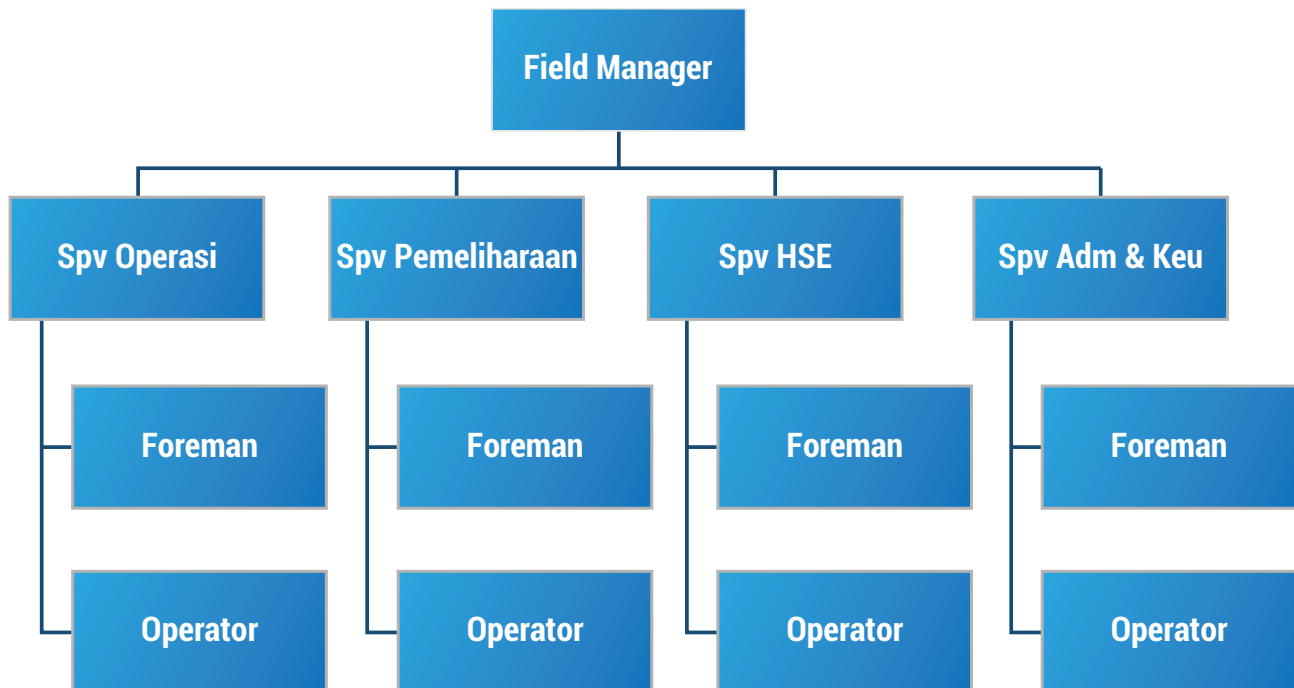 Field Manager
Spv Operasi
Spv Pemeliharaan
Spv HSE
Spv Adm & Keu
Foreman
Foreman
Foreman
Foreman
Operator
Operator
Operator
Operator